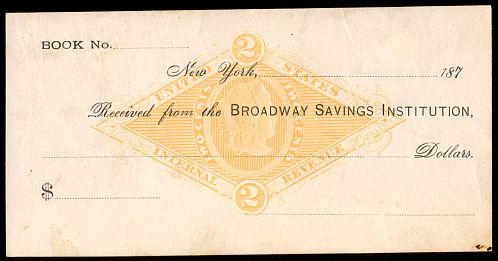 2
BOOK No.
UNITED STATES
New York, 187
Received from the BROADWAY SAVINGS INSTITUTION,
Dollars.
INTERNAL REVENUE
$
2